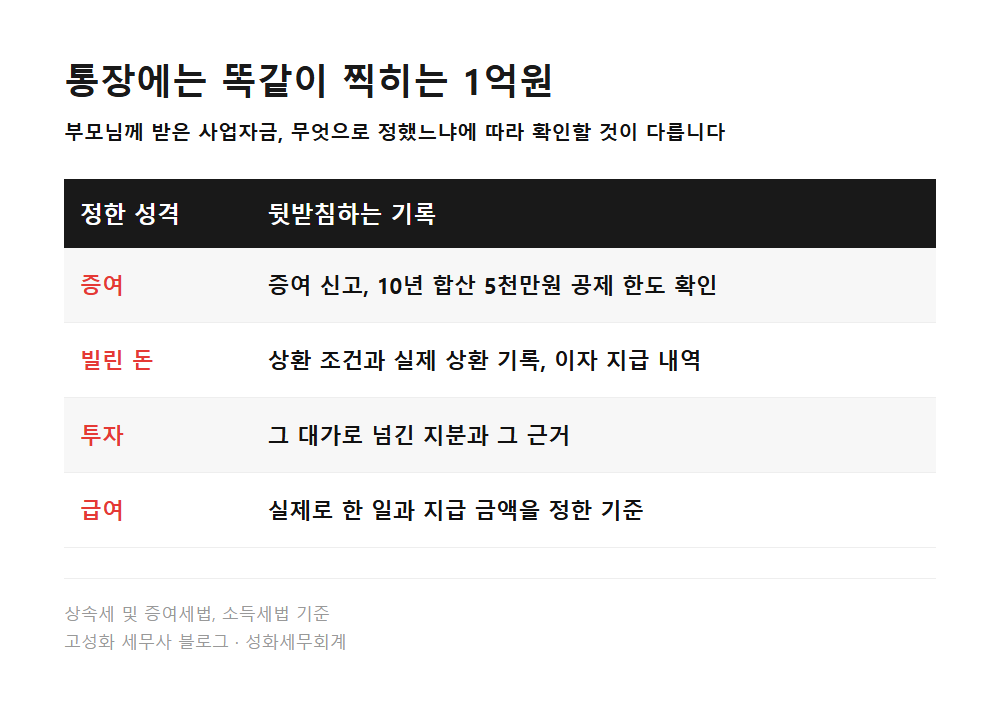 통장에는 똑같이 찍히는 1억원
부모님께 받은 사업자금, 무엇으로 정했느냐에 따라 확인할 것이 다릅니다
정한 성격 뒷받침하는 기록
증여 증여 신고, 10년 합산 5천만원 공제 한도 확인
빌린 돈 상환 조건과 실제 상환 기록, 이자 지급 내역
투자 그 대가로 넘긴 지분과 그 근거
급여 실제로 한 일과 지급 금액을 정한 기준
상속세 및 증여세법, 소득세법 기준
고성화 세무사 블로그 · 성화세무회계